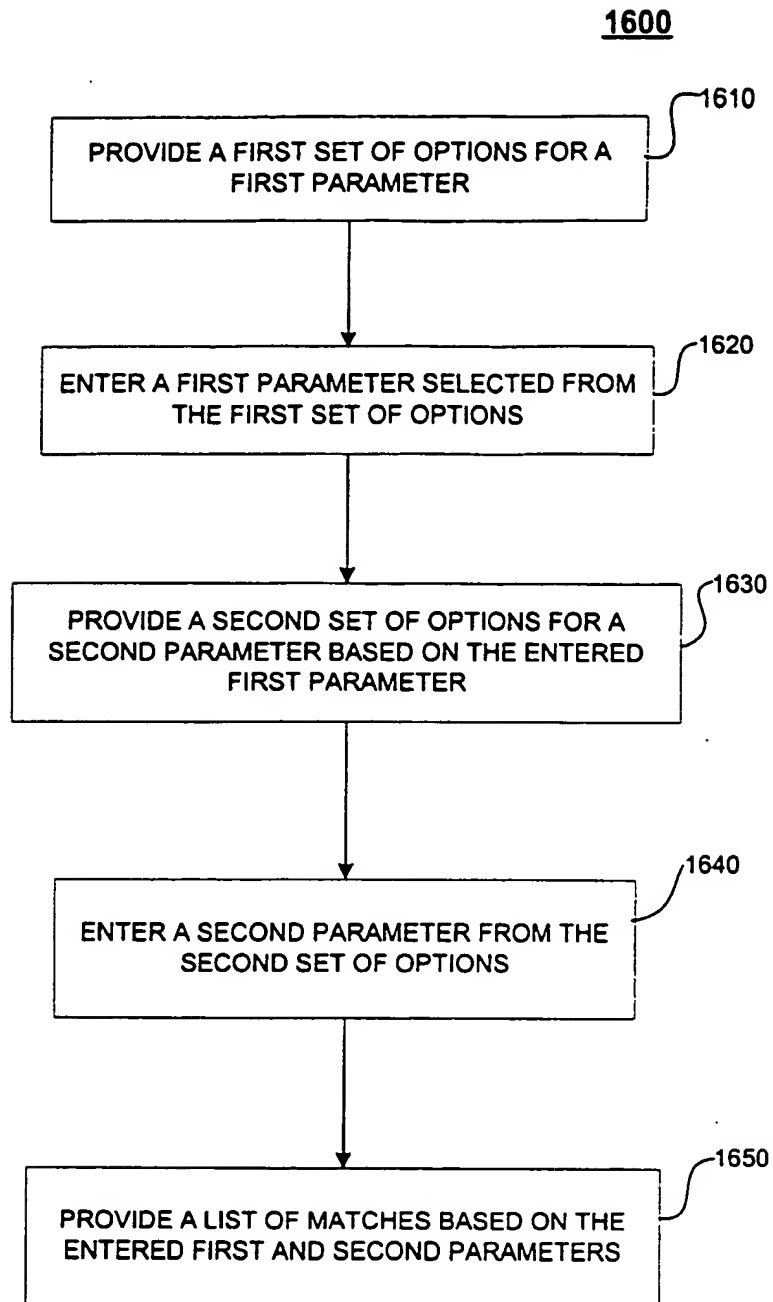 1600
1610
PROVIDE A FIRST SET OF OPTIONS FOR A
FIRST PARAMETER
1620
ENTER A FIRST PARAMETER SELECTED FROM
THE FIRST SET OF OPTIONS
1630
PROVIDE A SECOND SET OF OPTIONS FOR A
SECOND PARAMETER BASED ON THE ENTERED
FIRST PARAMETER
1640
ENTER A SECOND PARAMETER FROM THE
SECOND SET OF OPTIONS
1650
PROVIDE A LIST OF MATCHES BASED ON THE
ENTERED FIRST AND SECOND PARAMETERS